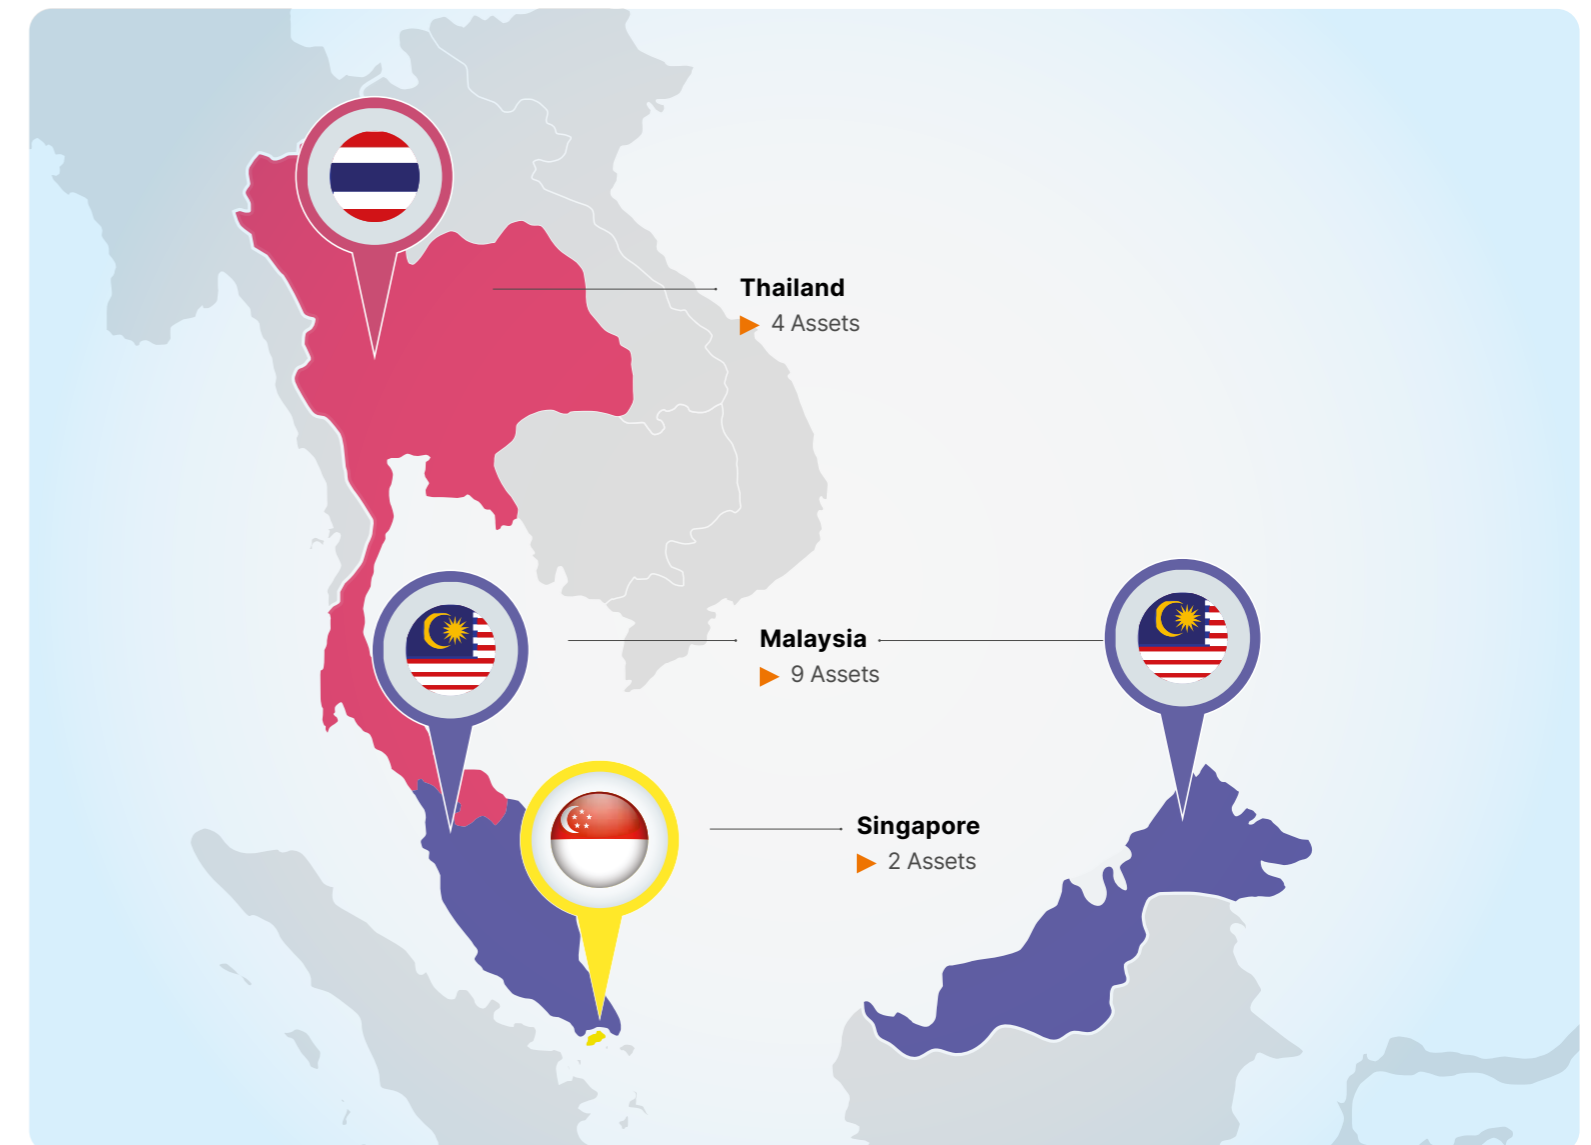 Thailand
▶ 4 Assets
Malaysia
▶ 9 Assets
Singapore
▶ 2 Assets